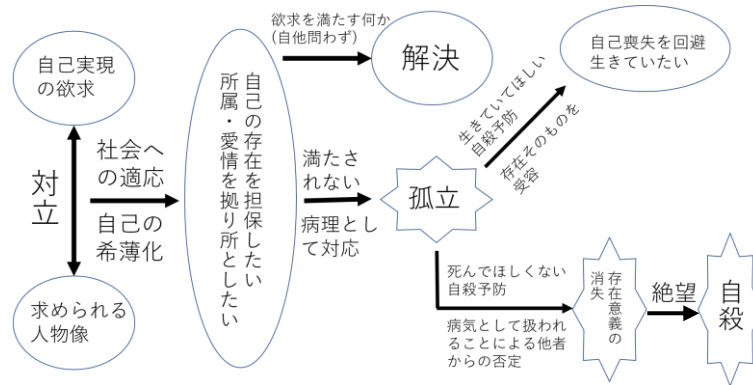 自己実現
の欲求
対立
求められる
人物像
社会へ
の適応
自己の
希薄化
自己の存在を担保したい
所属・愛情を拠り所としたい
欲求を満たす何か
(自他問わず)
解決
満たさ
れない
病理とし
て対応
孤立
生きていてほしい
自殺予防
存在そのものを
受容
自己喪失を回避
生きていたい
死んでほしくない
自殺予防
病気として扱われ
ることによる他者
からの否定
存在意義の
消失
絶望
自殺